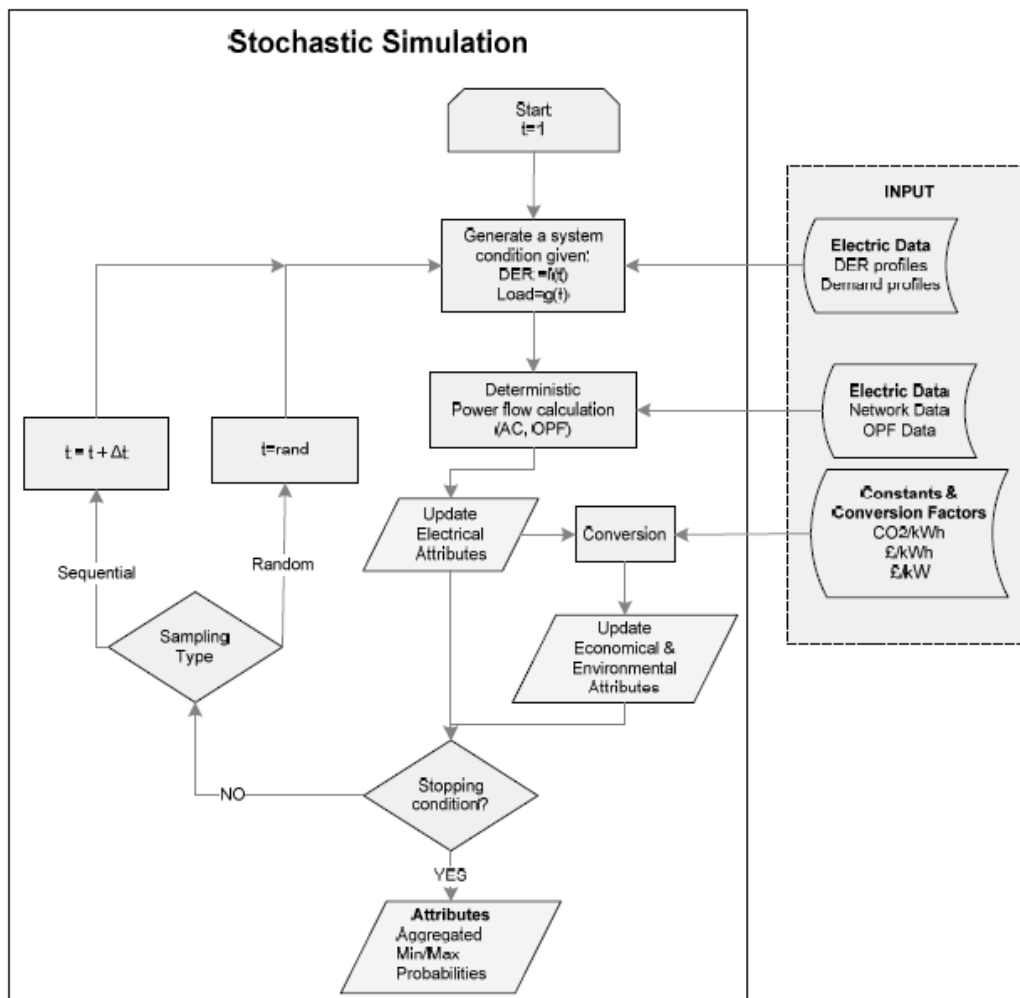 Stochastic Simulation
Start
t=1
INPUT
Generate a system
condition given:
DER =f(t)
Load=g(t)
Electric Data
DER profiles
Demand profiles
Deterministic
Power flow calculation
(AC, OPF)
Electric Data
Network Data
OPF Data
t = t + Δt
t=rand
Update
Electrical
Attributes
Conversion
Constants &
Conversion Factors
CO2/kWh
£/kWh
£/kW
Sequential
Random
Sampling
Type
Update
Economical &
Environmental
Attributes
Stopping
condition?
NO
YES
Attributes
Aggregated
Min/Max
Probabilities